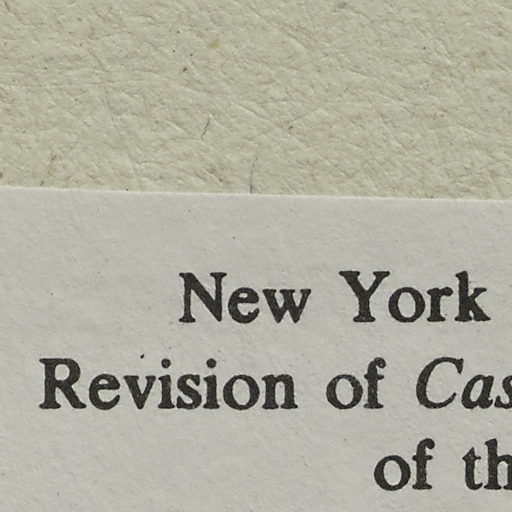 New York
Revision of Cas
of th